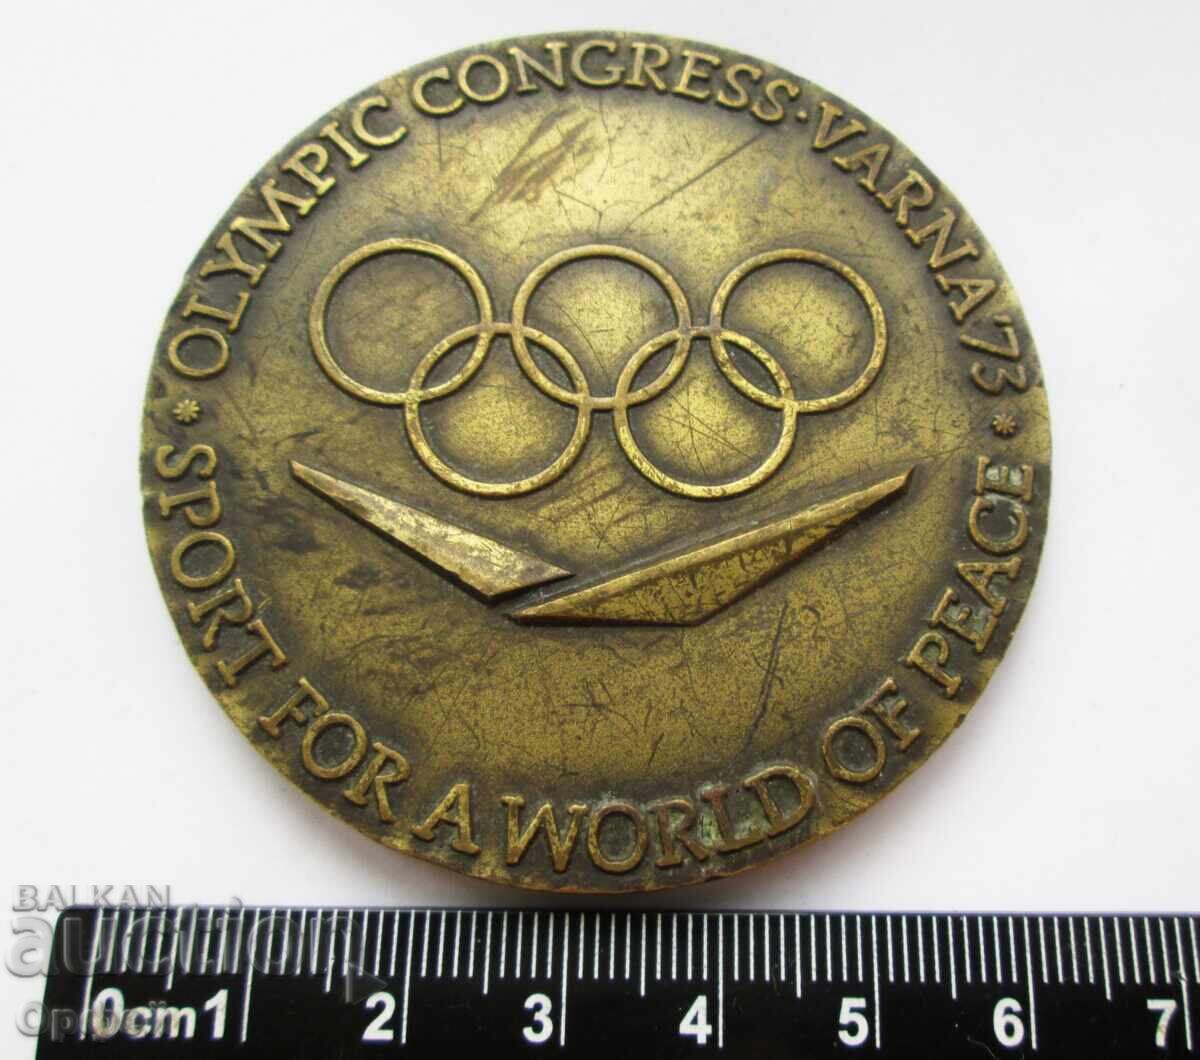 OLYMPIC CONGRESS·VARNA'73
* SPORT FOR A WORLD OF PEACE *
BALKAN
auction
0cm 1 2 3 4 5 6 7